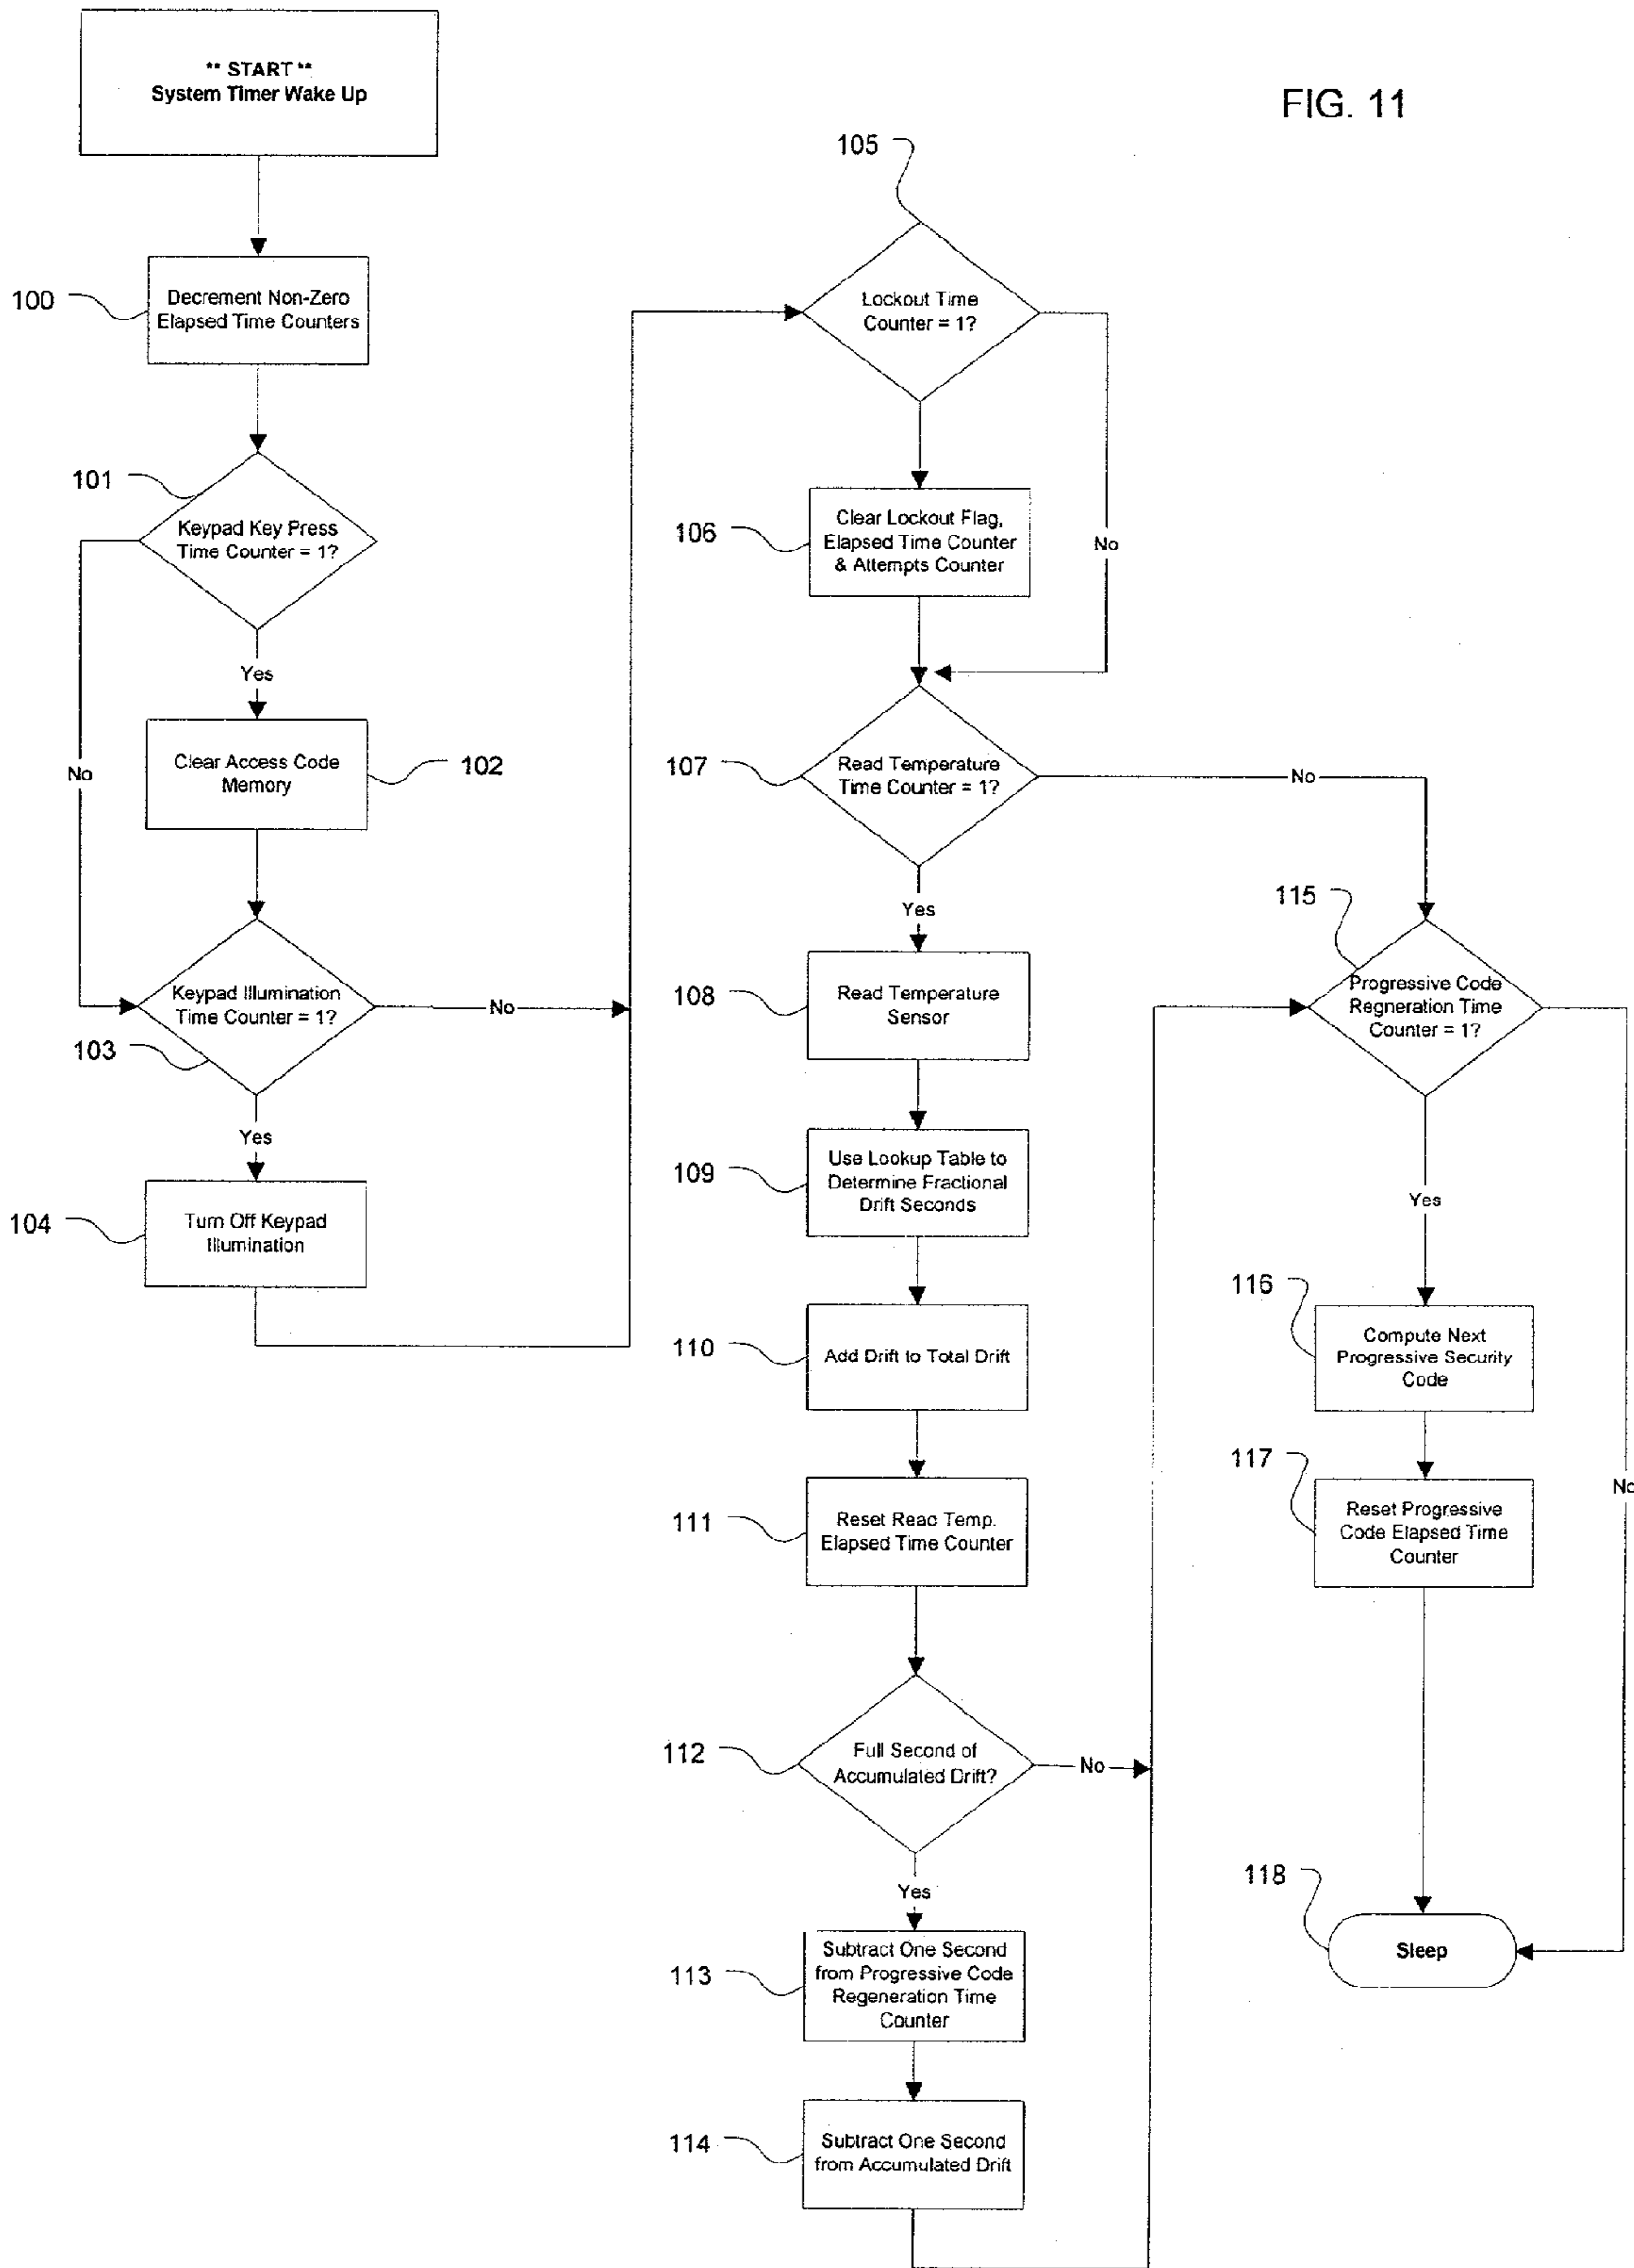 ** START **
System Timer Wake Up
FIG. 11
100
Decrement Non-Zero
Elapsed Time Counters
101
Keypad Key Press
Time Counter = 1?
Yes
No
Clear Access Code
Memory
102
Keypad Illumination
Time Counter = 1?
No
103
Yes
104
Turn Off Keypad
Illumination
105
Lockout Time
Counter = 1?
106
Clear Lockout Flag,
Elapsed Time Counter
& Attempts Counter
No
107
Read Temperature
Time Counter = 1?
No
Yes
108
Read Temperature
Sensor
109
Use Lookup Table to
Determine Fractional
Drift Seconds
110
Add Drift to Total Drift
111
Reset Read Temp.
Elapsed Time Counter
112
Full Second of
Accumulated Drift?
No
Yes
113
Subtract One Second
from Progressive Code
Regeneration Time
Counter
114
Subtract One Second
from Accumulated Drift
115
Progressive Code
Regneration Time
Counter = 1?
Yes
No
116
Compute Next
Progressive Security
Code
117
Reset Progressive
Code Elapsed Time
Counter
118
Sleep